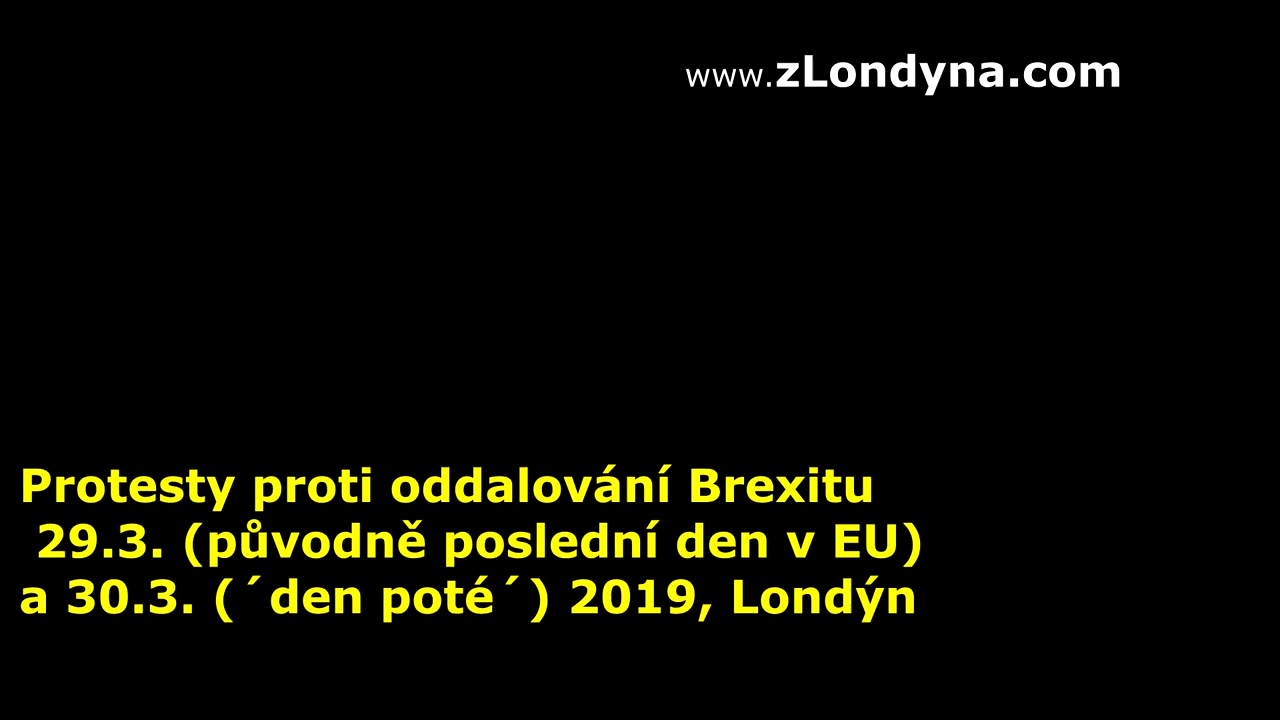 www.zLondyna.com
Protesty proti oddalování Brexitu
29.3. (původně poslední den v EU)
a 30.3. (´den poté´) 2019, Londýn